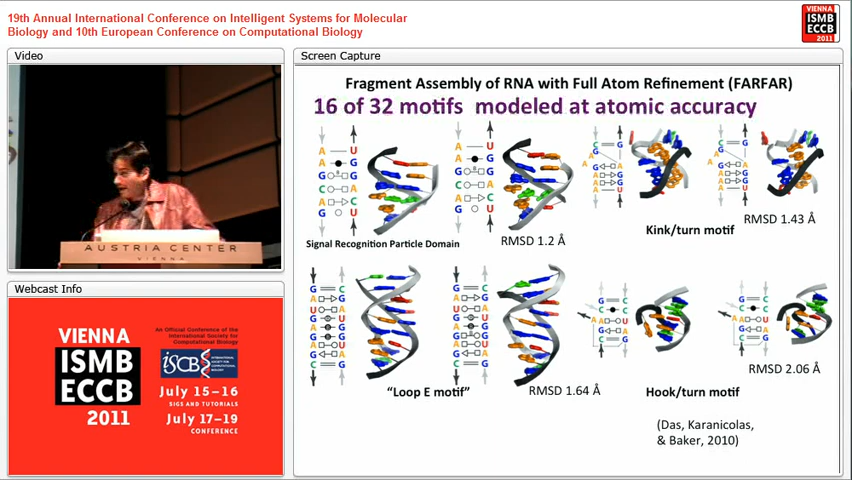 19th Annual International Conference on Intelligent Systems for Molecular
Biology and 10th European Conference on Computational Biology
VIENNA
ISMB
ECCB
2011
Video
AUSTRIA CENTER
VIENNA
Webcast Info
VIENNA
ISMB
ECCB
2011
An Official Conference of the
International Society for
Computational Biology
ISCB
INTERNATIONAL
SOCIETY FOR
COMPUTATIONAL
BIOLOGY
July 15–16
SIGS AND TUTORIALS
July 17–19
CONFERENCE
Screen Capture
Fragment Assembly of RNA with Full Atom Refinement (FARFAR)
16 of 32 motifs modeled at atomic accuracy
Signal Recognition Particle Domain
RMSD 1.2 Å
Kink/turn motif
RMSD 1.43 Å
“Loop E motif”
RMSD 1.64 Å
Hook/turn motif
RMSD 2.06 Å
(Das, Karanicolas,
& Baker, 2010)